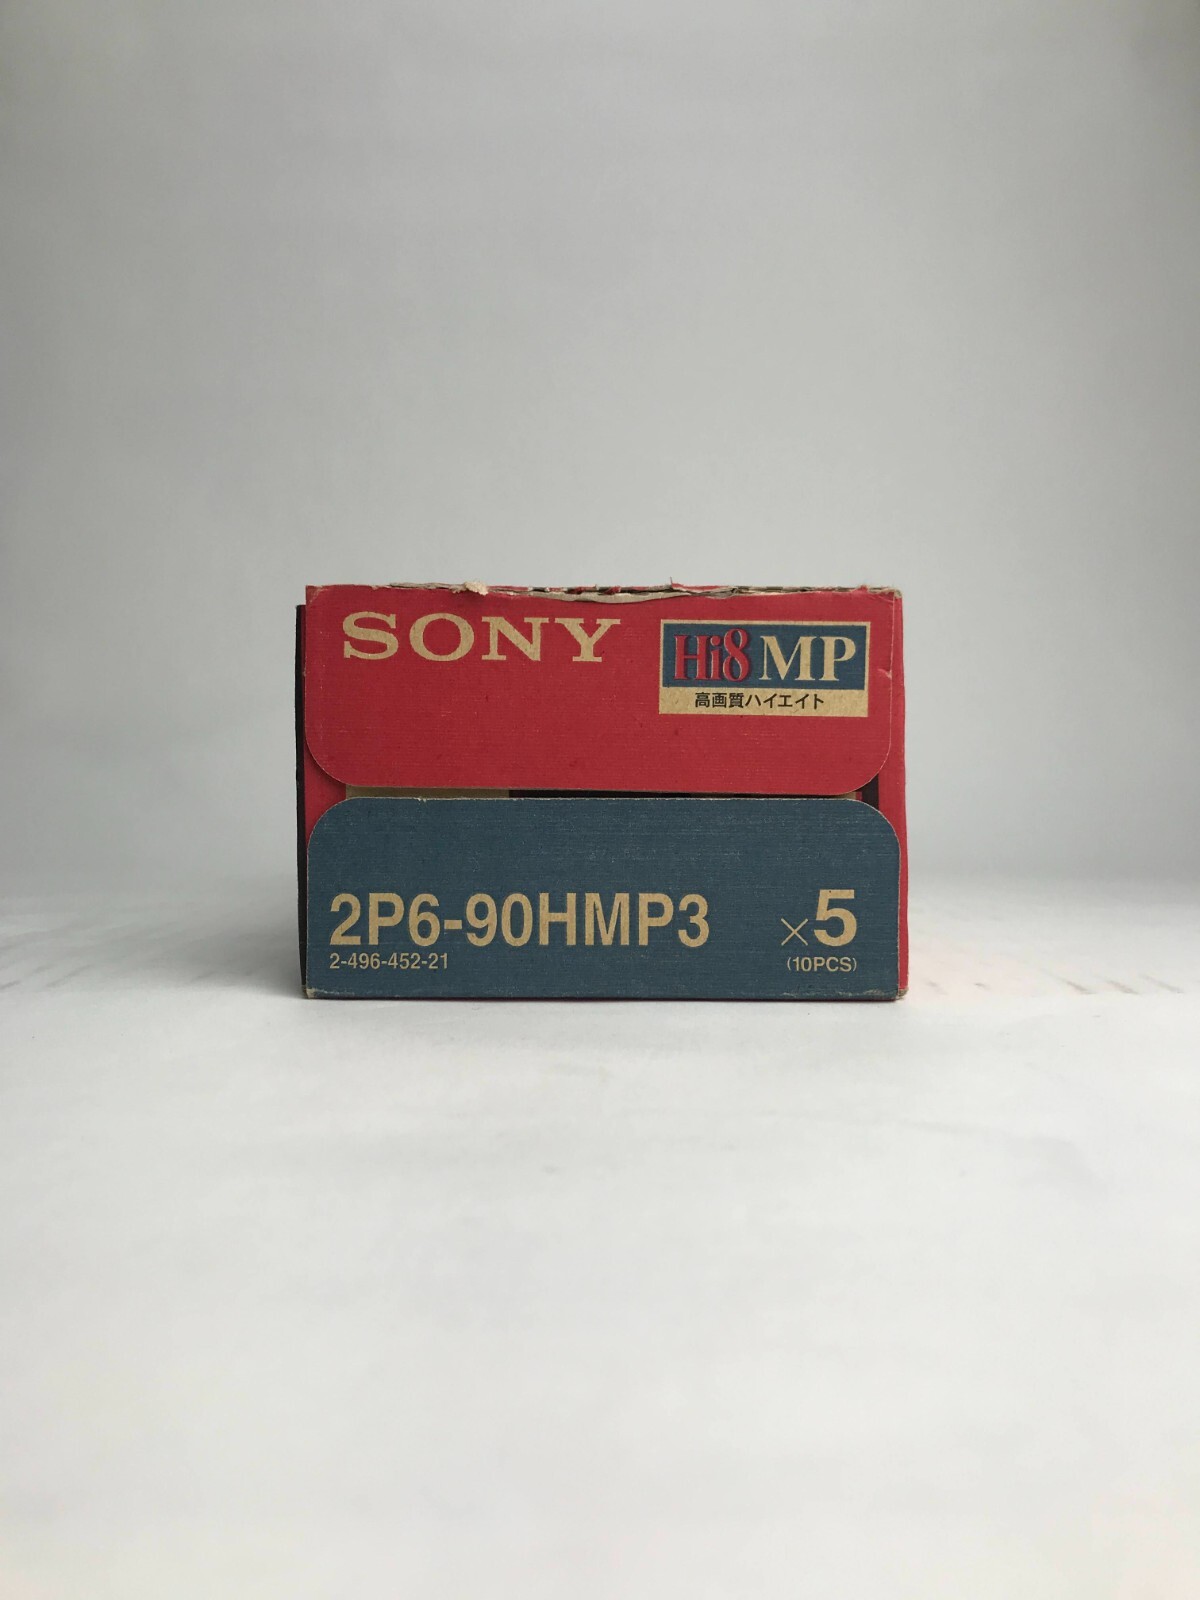 SONY
Hi8 MP
高画質ハイエイト
2P6-90HMP3 ×5
2-496-452-21 (10PCS)